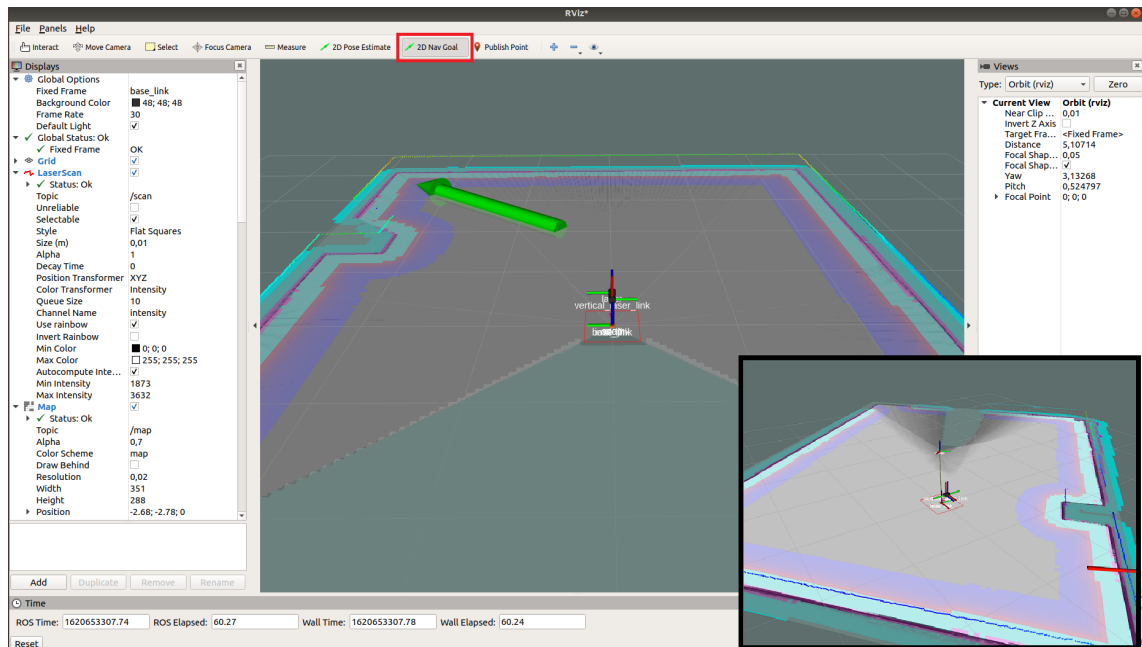 RViz*
File Panels Help
Interact Move Camera Select Focus Camera Measure 2D Pose Estimate 2D Nav Goal Publish Point
Displays
Global Options
Fixed Frame base_link
Background Color 48; 48; 48
Frame Rate 30
Default Light
Global Status: Ok
Fixed Frame OK
Grid
LaserScan
Status: Ok
Topic /scan
Unreliable
Selectable
Style Flat Squares
Size (m) 0,01
Alpha 1
Decay Time 0
Position Transformer XYZ
Color Transformer Intensity
Queue Size 10
Channel Name intensity
Use rainbow
Invert Rainbow
Min Color 0; 0; 0
Max Color 255; 255; 255
Autocompute Inte...
Min Intensity 1873
Max Intensity 3632
Map
Status: Ok
Topic /map
Alpha 0,7
Color Scheme map
Draw Behind
Resolution 0,02
Width 351
Height 288
Position -2.68; -2.78; 0
Add Duplicate Remove Rename
vertical_laser_link
Views
Type: Orbit (rviz) Zero
Current View Orbit (rviz)
Near Clip ... 0,01
Invert Z Axis
Target Fra... <Fixed Frame>
Distance 5,10714
Focal Shap... 0,05
Focal Shap...
Yaw 3,13268
Pitch 0,524797
Focal Point 0; 0; 0
Time
ROS Time: 1620653307.74 ROS Elapsed: 60.27 Wall Time: 1620653307.78 Wall Elapsed: 60.24
Reset